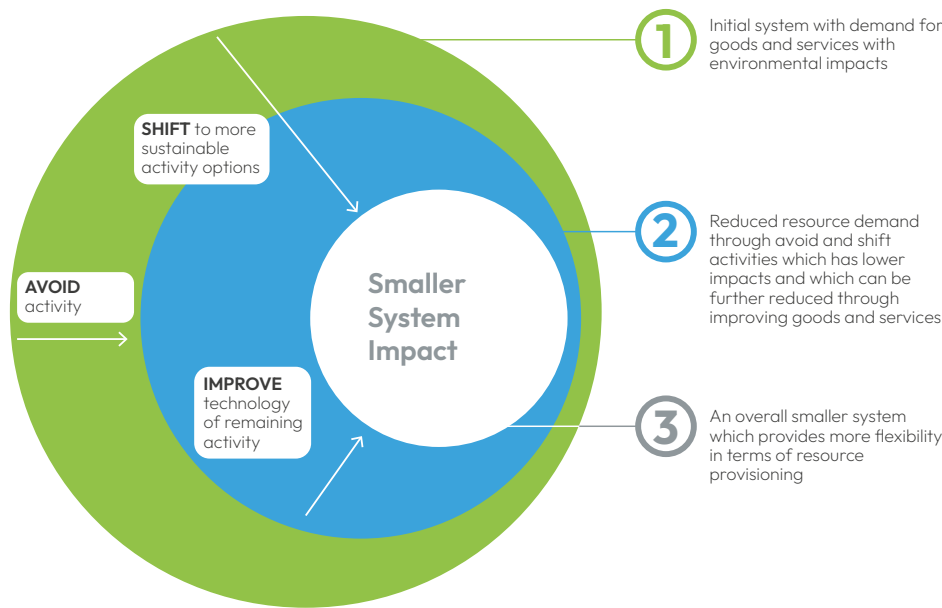 SHIFT to more
sustainable
activity options
AVOID
activity
IMPROVE
technology
of remaining
activity
Smaller
System
Impact
1
Initial system with demand for
goods and services with
environmental impacts
2
Reduced resource demand
through avoid and shift
activities which has lower
impacts and which can be
further reduced through
improving goods and services
3
An overall smaller system
which provides more flexibility
in terms of resource
provisioning